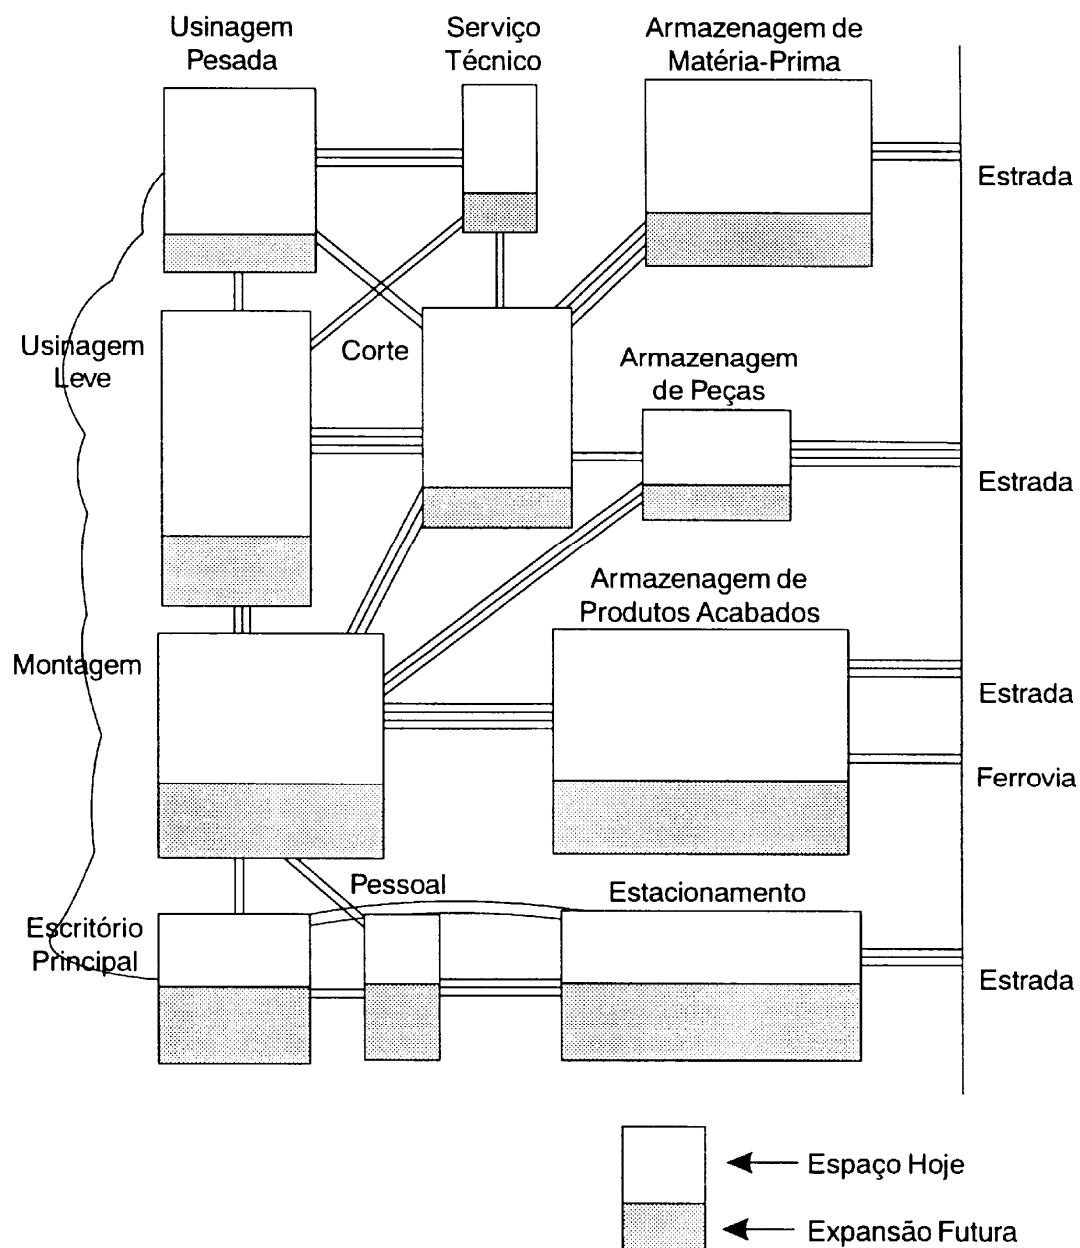 Usinagem
Pesada
Serviço
Técnico
Armazenagem de
Matéria-Prima
Estrada
Usinagem
Leve
Corte
Armazenagem
de Peças
Estrada
Armazenagem de
Produtos Acabados
Montagem
Estrada
Ferrovia
Pessoal
Estacionamento
Escritório
Principal
Estrada
Espaço Hoje
Expansão Futura